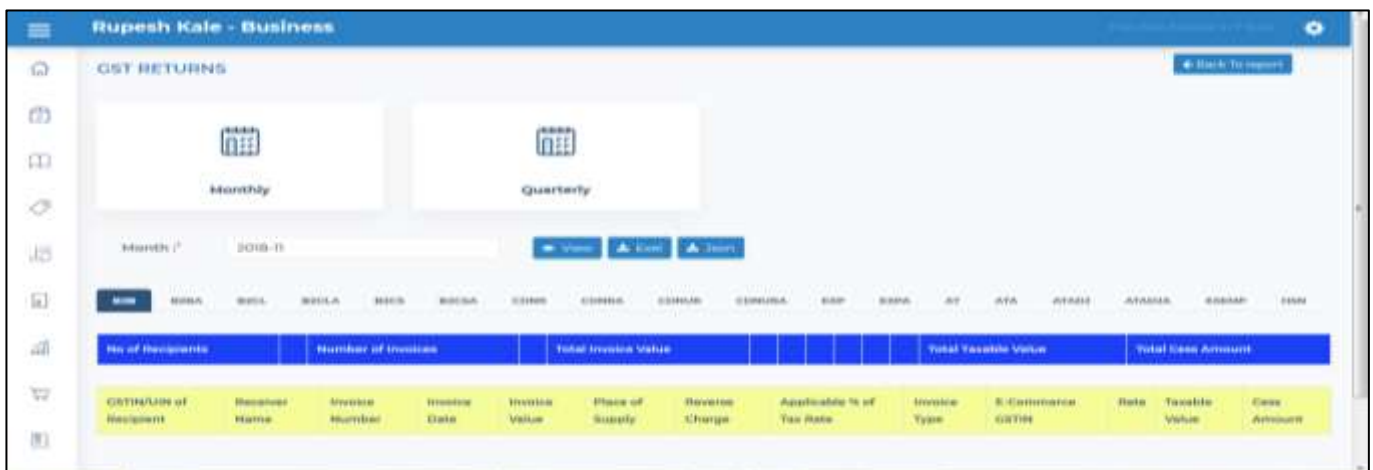 Rupesh Kale - Business
GST RETURNS
Back To report
Monthly
Quarterly
Month :*
2018-11
View
Json
B2B B2BA B2CL B2CLA B2CS B2CSA CDNR CDNRA CDNUR CDNURA EXP EXPA AT ATA ATADJ ATADJA EXEMP HSN
No of Recipients Number of Invoices Total Invoice Value Total Taxable Value Total Cess Amount
GSTIN/UIN of Receiver Invoice Invoice Invoice Place of Reverse Applicable % of Invoice E-Commerce Rate Taxable Cess
Recipient Name Number Date Value Supply Charge Tax Rate Type GSTIN Value Amount